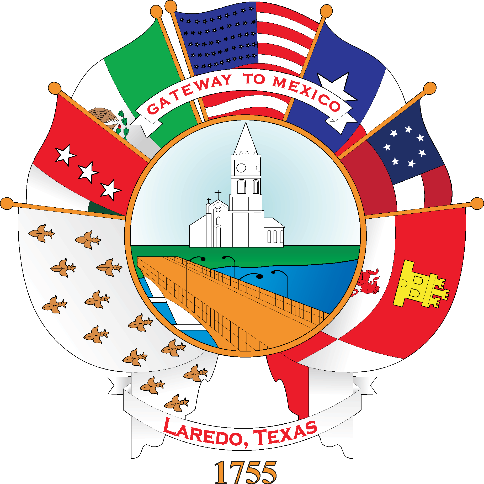 GATEWAY TO MEXICO
LAREDO, TEXAS
1755